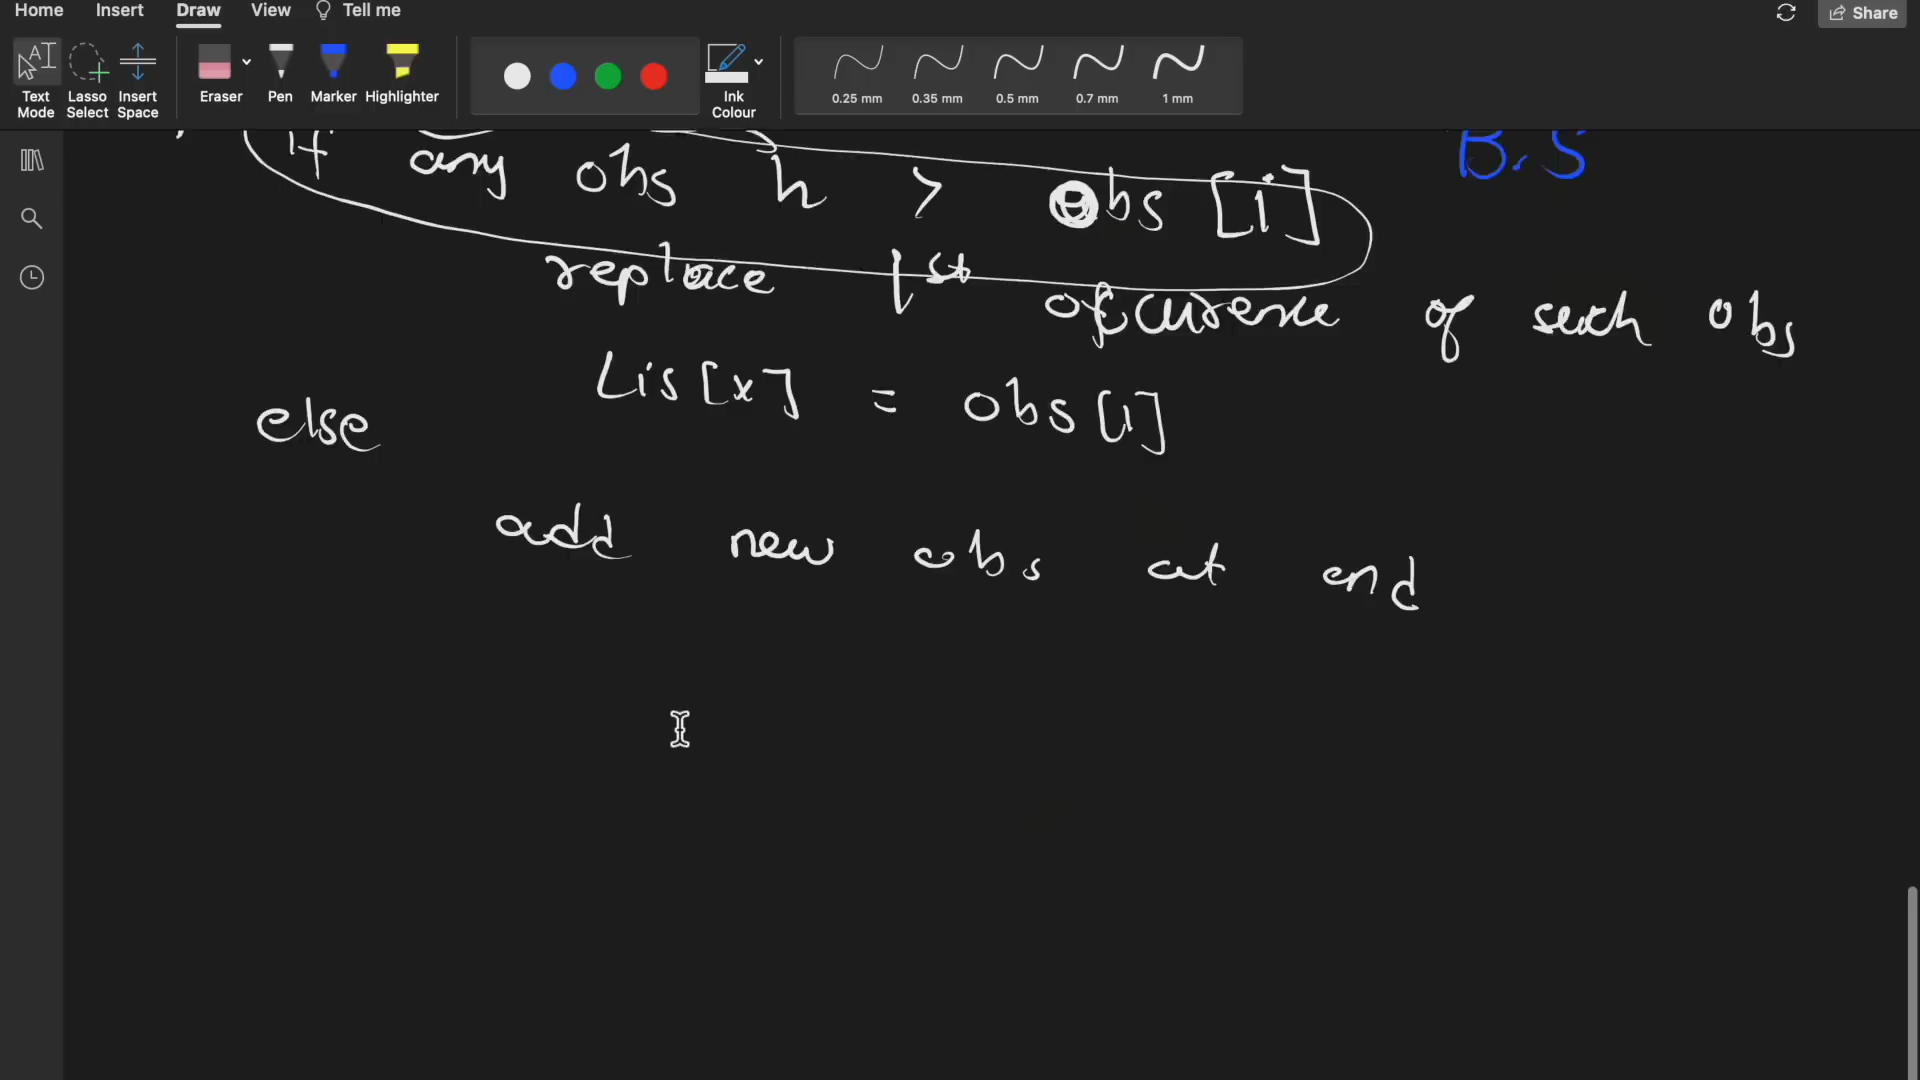 Home Insert Draw View Tell me Share
Text Mode Lasso Select Insert Space Eraser Pen Marker Highlighter Ink Colour 0.25 mm 0.35 mm 0.5 mm 0.7 mm 1 mm
If any obs h > obs [i] B.S
replace 1st occurence of such obs
Lis[x] = obs[i]
else
add new obs at end